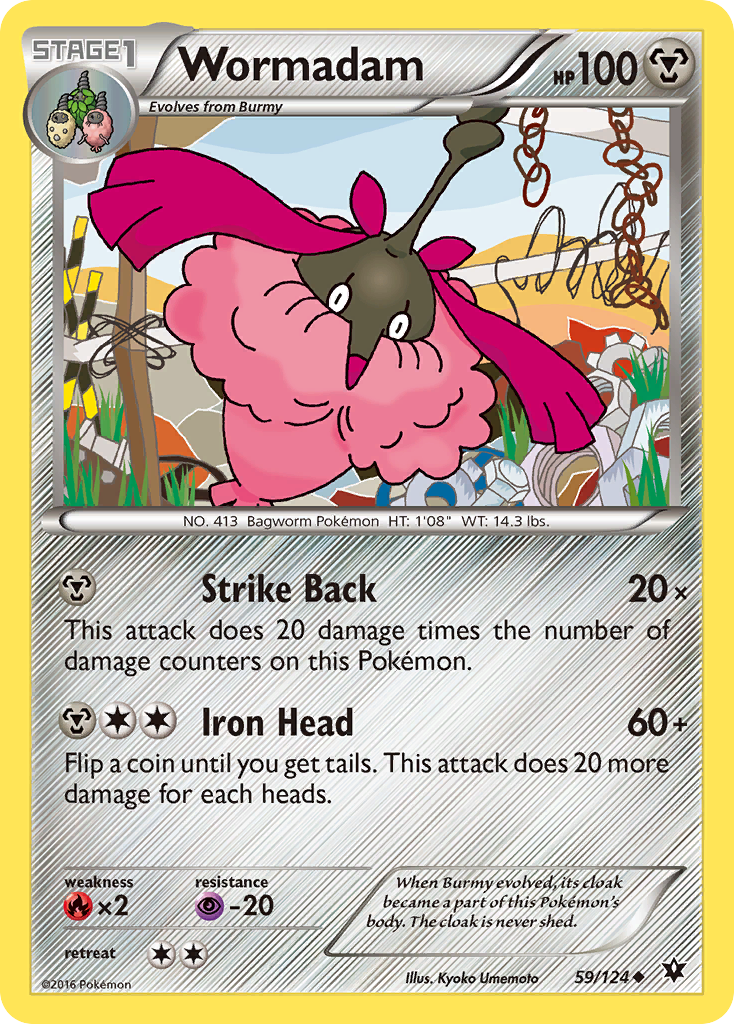 STAGE1
Wormadam
HP100
Evolves from Burmy
NO. 413 Bagworm Pokémon HT: 1'08" WT: 14.3 lbs.
Strike Back 20×
This attack does 20 damage times the number of
damage counters on this Pokémon.
Iron Head 60+
Flip a coin until you get tails. This attack does 20 more
damage for each heads.
weakness resistance
×2 -20
retreat
When Burmy evolved, its cloak
became a part of this Pokémon's
body. The cloak is never shed.
©2016 Pokémon
Illus. Kyoko Umemoto 59/124